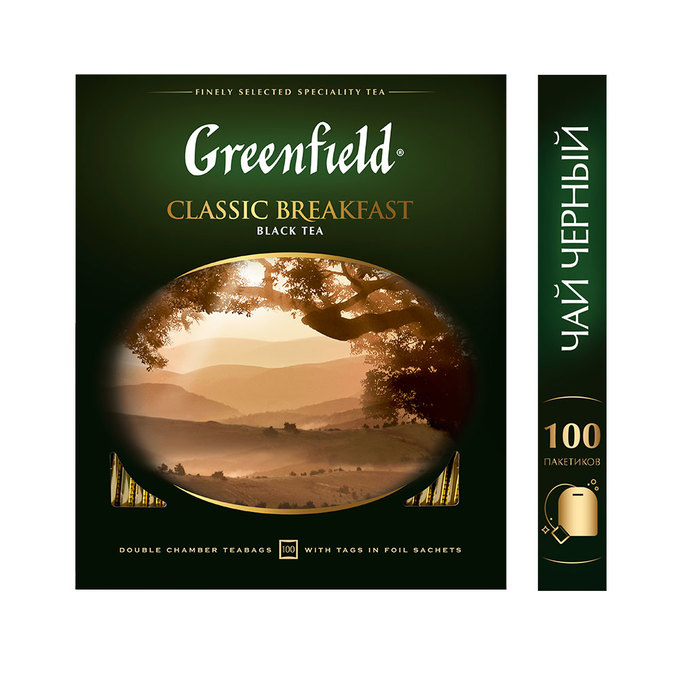 FINELY SELECTED SPECIALITY TEA
Greenfield®
CLASSIC BREAKFAST
BLACK TEA
DOUBLE CHAMBER TEABAGS 100 WITH TAGS IN FOIL SACHETS
ЧАЙ ЧЕРНЫЙ
100
ПАКЕТИКОВ